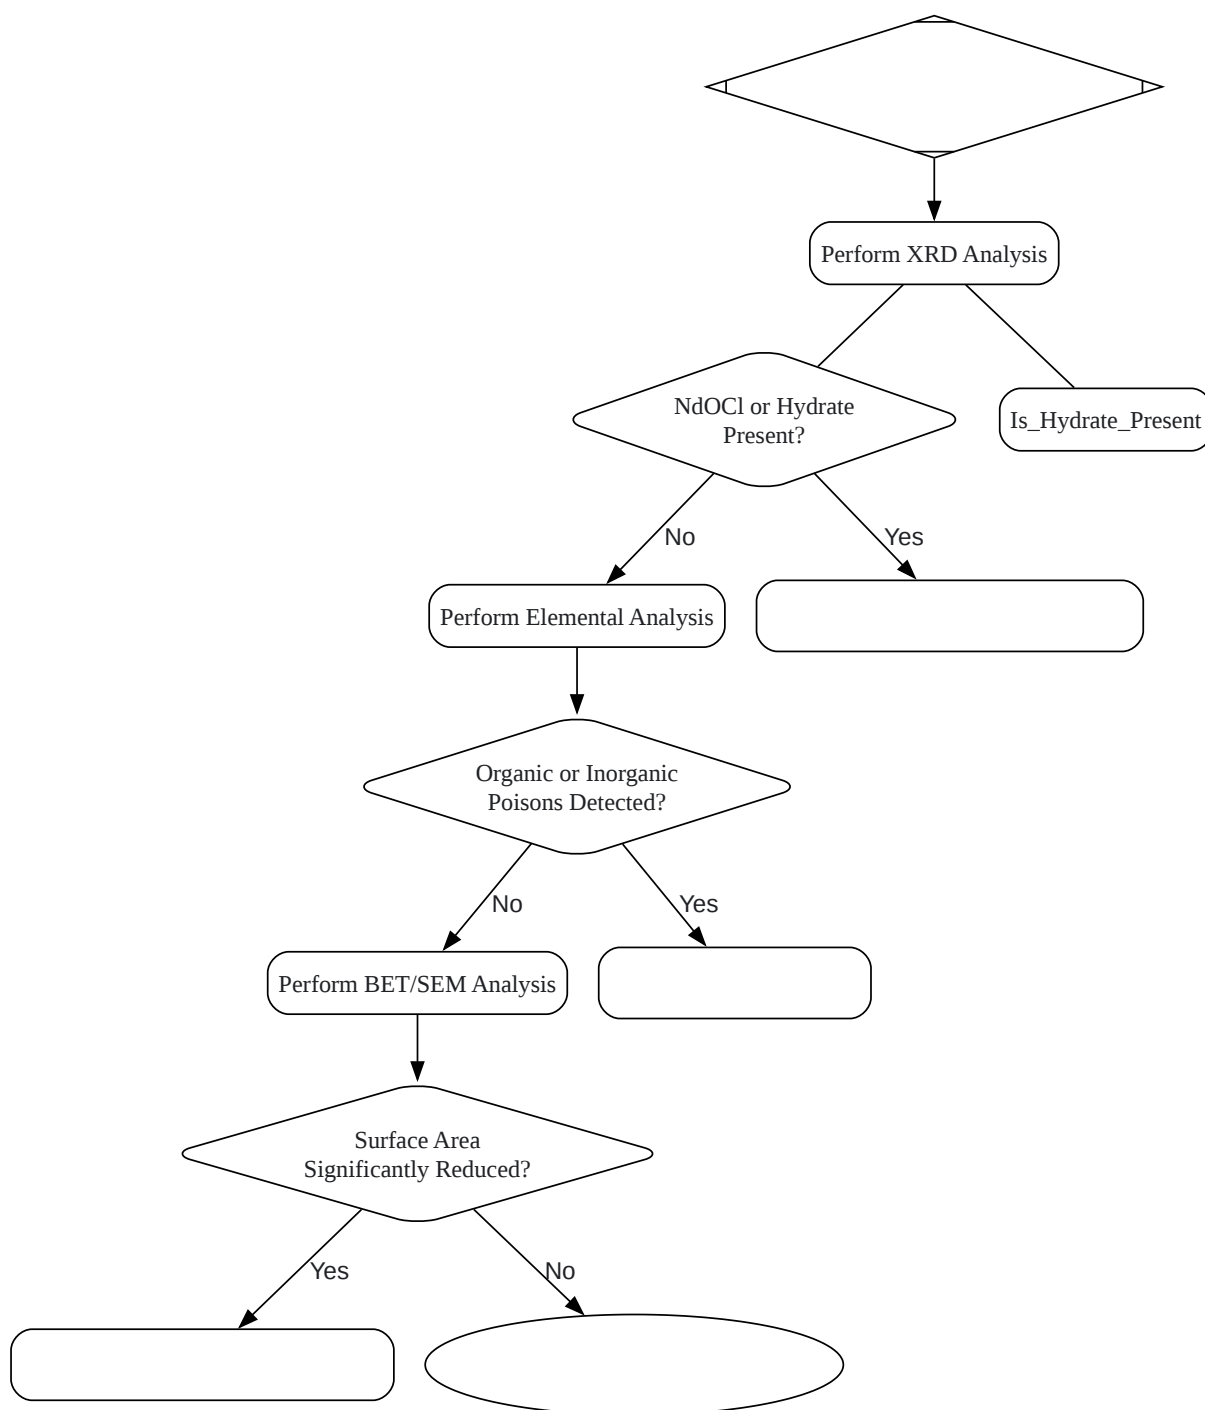 Perform XRD Analysis
NdOCl or Hydrate
Present?
Is_Hydrate_Present
No
Yes
Perform Elemental Analysis
Organic or Inorganic
Poisons Detected?
No
Yes
Perform BET/SEM Analysis
Surface Area
Significantly Reduced?
Yes
No